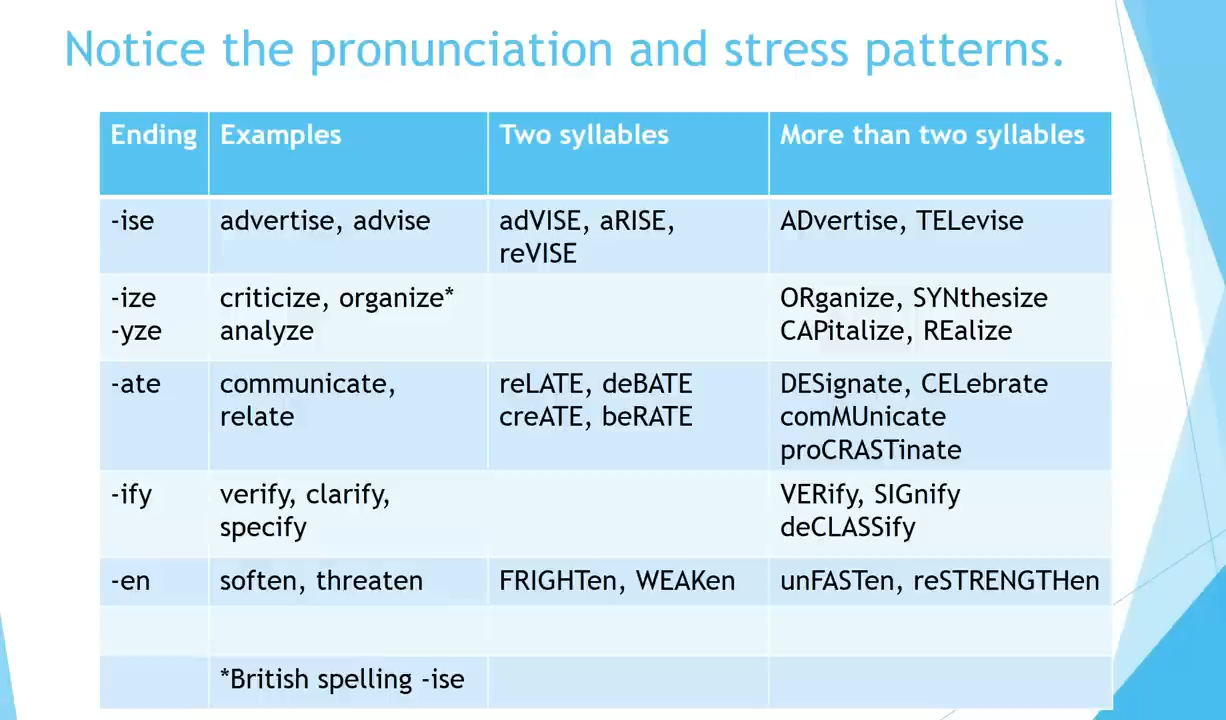 Notice the pronunciation and stress patterns.
Ending Examples Two syllables More than two syllables
-ise advertise, advise adVISE, aRISE, ADvertise, TELevise
reVISE
-ize criticize, organize* ORganize, SYNthesize
-yze analyze CAPitalize, REalize
-ate communicate, reLATE, deBATE DESignate, CELebrate
relate creATE, beRATE comMUnicate
proCRASTinate
-ify verify, clarify, VERify, SIGnify
specify deCLASSify
-en soften, threaten FRIGHTen, WEAKen unFASTen, reSTRENGTHen
*British spelling -ise